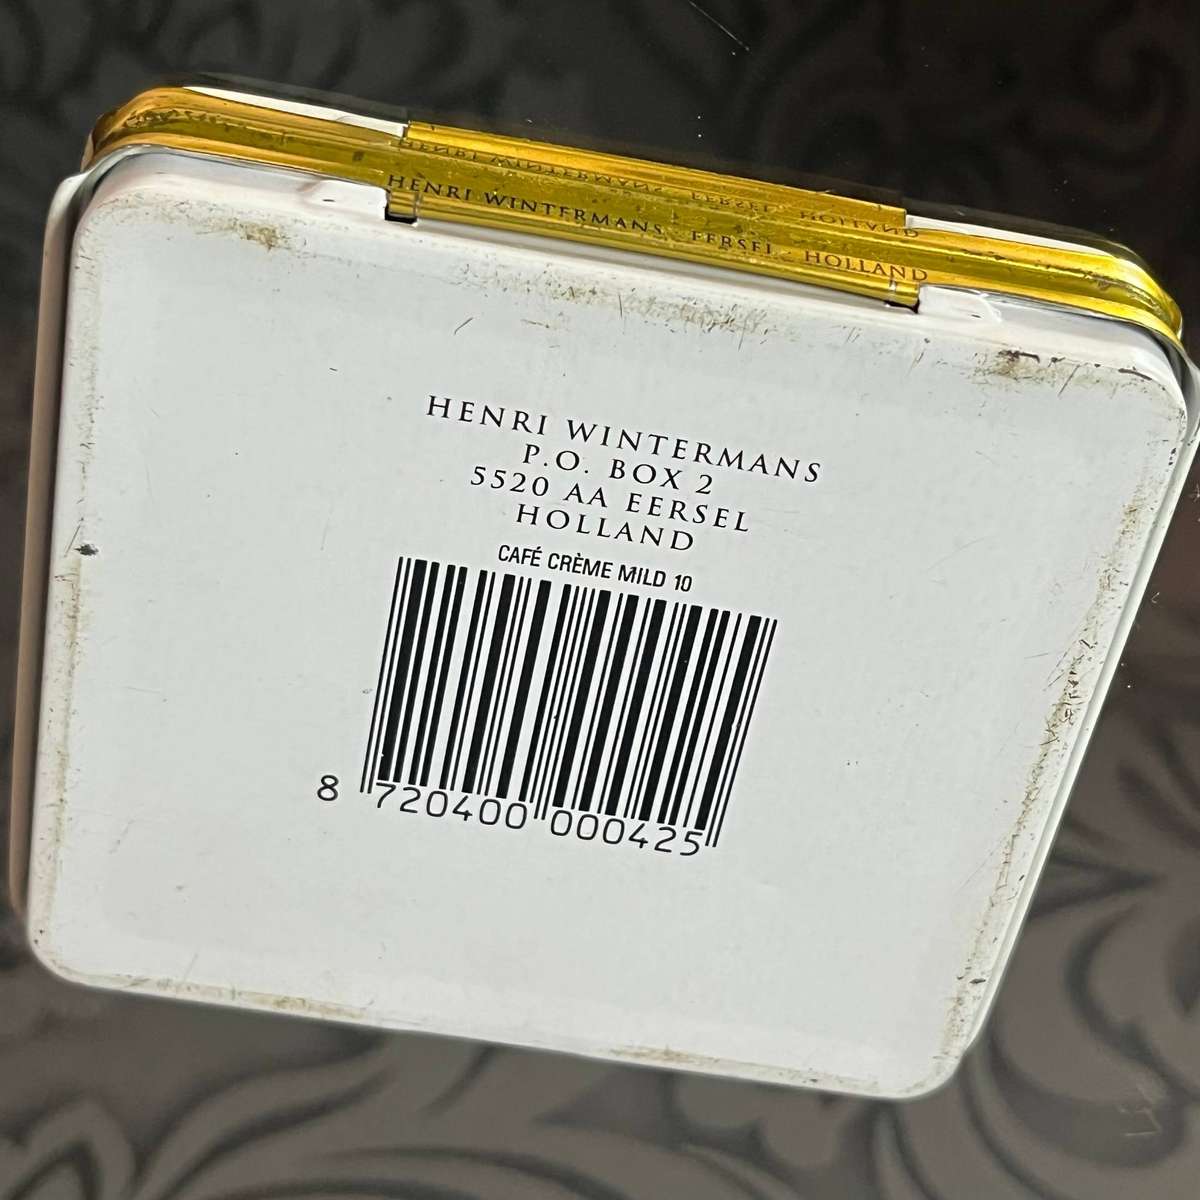 HENRI WINTERMANS - EERSEL - HOLLAND
HENRI WINTERMANS
P.O. BOX 2
5520 AA EERSEL
HOLLAND
CAFÉ CRÈME MILD 10
8 720400 000425